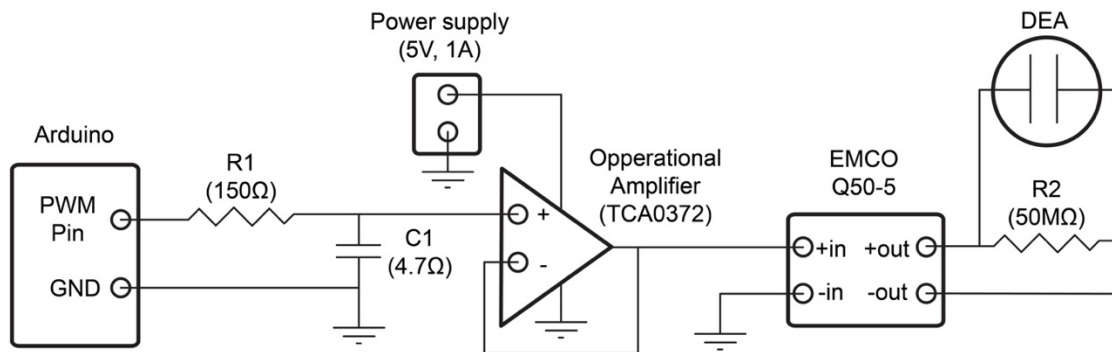 Power supply
(5V, 1A)
DEA
Arduino
R1
(150Ω)
Opperational
Amplifier
(TCA0372)
EMCO
Q50-5
R2
(50MΩ)
PWM
Pin
GND
C1
(4.7Ω)
+
-
+in
+out
-in
-out